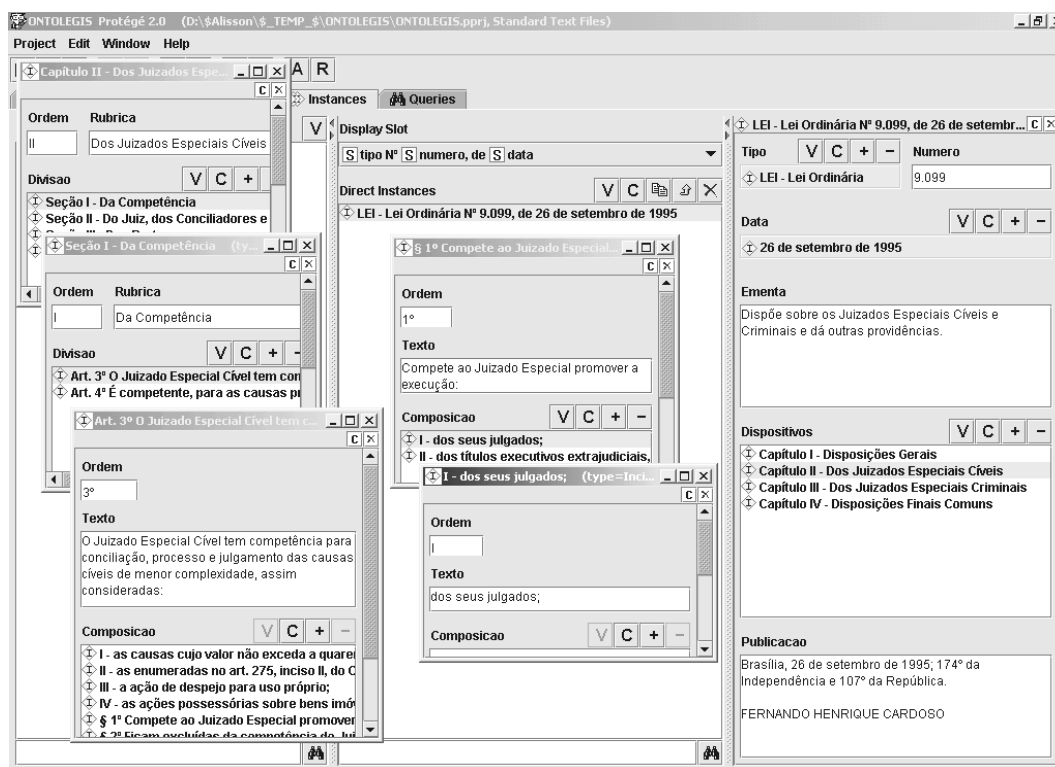 ONTOLEGIS Protégé 2.0 (D:\$Alisson\$_TEMP_$\ONTOLEGIS\ONTOLEGIS.pprj, Standard Text Files)
Project Edit Window Help
A R
Instances Queries
Capítulo II - Dos Juizados Espe...
C
Ordem Rubrica
II Dos Juizados Especiais Cíveis
Divisao V C +
Seção I - Da Competência
Seção II - Do Juiz, dos Conciliadores e
Seção I - Da Competência (ty...
C
Ordem Rubrica
I Da Competência
Divisao V C + -
Art. 3º O Juizado Especial Cível tem con
Art. 4º É competente, para as causas p
Art. 3º O Juizado Especial Cível tem c...
C
Ordem
3º
Texto
O Juizado Especial Cível tem competência para
conciliação, processo e julgamento das causas
cíveis de menor complexidade, assim
consideradas:
Composicao V C + -
I - as causas cujo valor não exceda a quarer
II - as enumeradas no art. 275, inciso II, do C
III - a ação de despejo para uso próprio;
IV - as ações possessórias sobre bens imóv
§ 1º Compete ao Juizado Especial promover
§ 2º Ficam excluídas da competência do Jui
V
Display Slot
S tipo Nº S numero, de S data
Direct Instances V C
LEI - Lei Ordinária Nº 9.099, de 26 de setembro de 1995
§ 1º Compete ao Juizado Especial...
C
Ordem
1º
Texto
Compete ao Juizado Especial promover a
execução:
Composicao V C + -
I - dos seus julgados;
II - dos títulos executivos extrajudiciais,
I - dos seus julgados; (type=Inci...
C
Ordem
I
Texto
dos seus julgados;
Composicao V C + -
LEI - Lei Ordinária Nº 9.099, de 26 de setembr... C
Tipo V C + - Numero
LEI - Lei Ordinária 9.099
Data V C + -
26 de setembro de 1995
Ementa
Dispõe sobre os Juizados Especiais Cíveis e
Criminais e dá outras providências.
Dispositivos V C + -
Capítulo I - Disposições Gerais
Capítulo II - Dos Juizados Especiais Cíveis
Capítulo III - Dos Juizados Especiais Criminais
Capítulo IV - Disposições Finais Comuns
Publicacao
Brasília, 26 de setembro de 1995; 174º da
Independência e 107º da República.
FERNANDO HENRIQUE CARDOSO